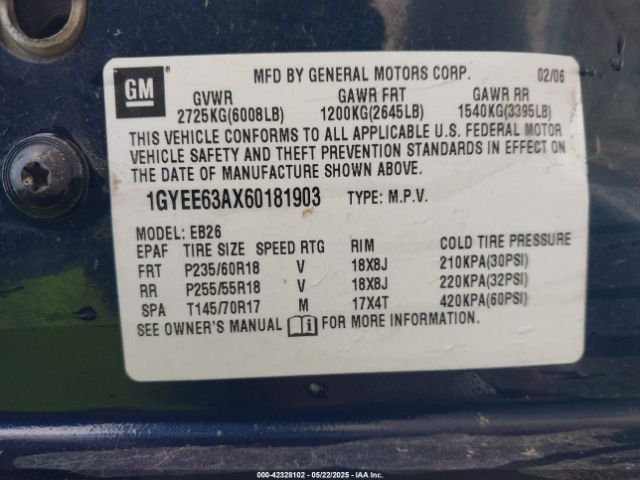 GM
MFD BY GENERAL MOTORS CORP. 02/06
GVWR GAWR FRT GAWR RR
2725KG(6008LB) 1200KG(2645LB) 1540KG(3395LB)
THIS VEHICLE CONFORMS TO ALL APPLICABLE U.S. FEDERAL MOTOR
VEHICLE SAFETY AND THEFT PREVENTION STANDARDS IN EFFECT ON
THE DATE OF MANUFACTURE SHOWN ABOVE.
1GYEE63AX60181903 TYPE: M.P.V.
MODEL: EB26
EPAF TIRE SIZE SPEED RTG RIM COLD TIRE PRESSURE
FRT P235/60R18 V 18X8J 210KPA(30PSI)
RR P255/55R18 V 18X8J 220KPA(32PSI)
SPA T145/70R17 M 17X4T 420KPA(60PSI)
SEE OWNER'S MANUAL FOR MORE INFORMATION.
000-42328102 - 05/22/2025 - IAAI.com